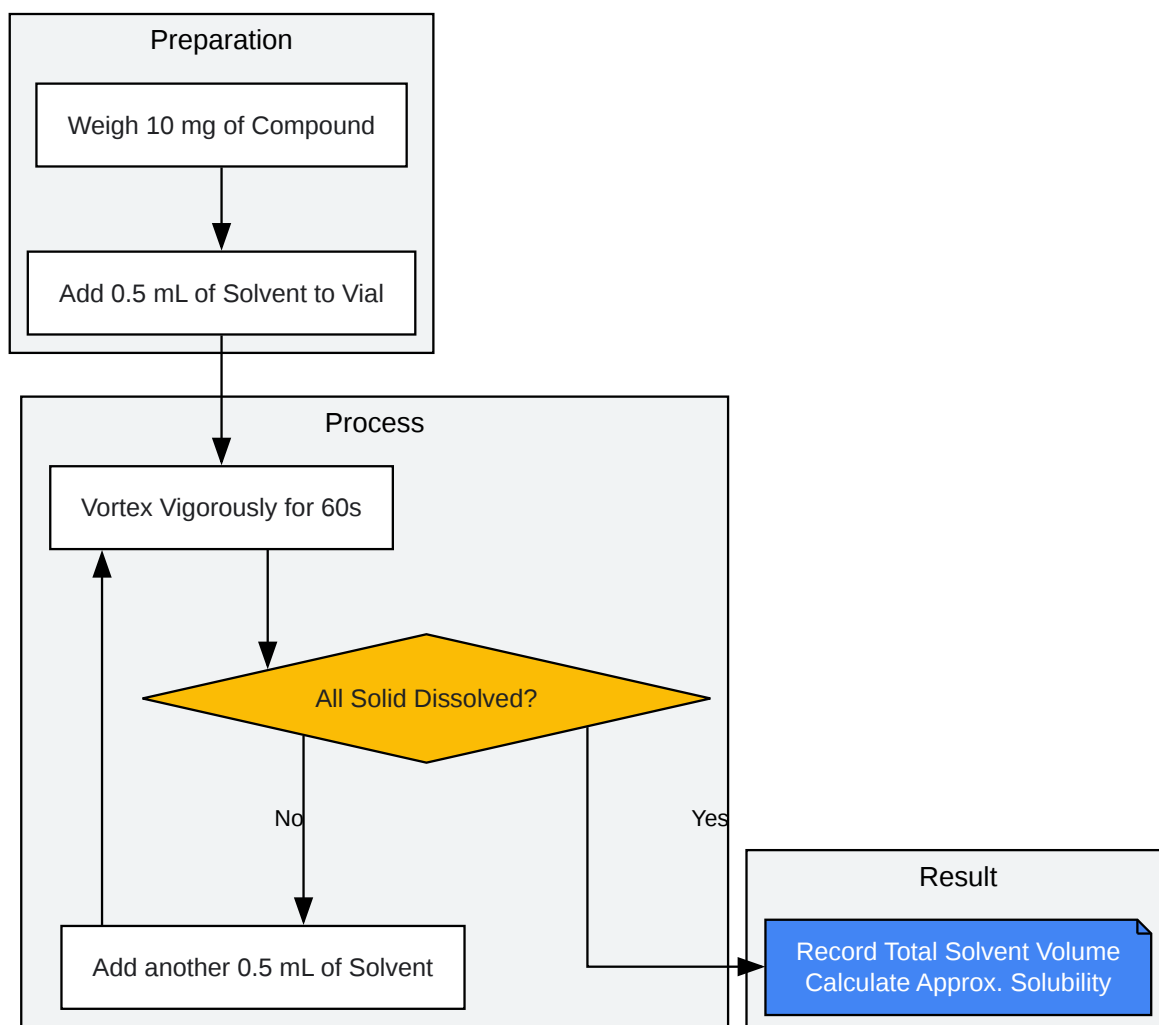 Preparation
Weigh 10 mg of Compound
Add 0.5 mL of Solvent to Vial
Process
Vortex Vigorously for 60s
All Solid Dissolved?
No
Yes
Add another 0.5 mL of Solvent
Result
Record Total Solvent Volume
Calculate Approx. Solubility